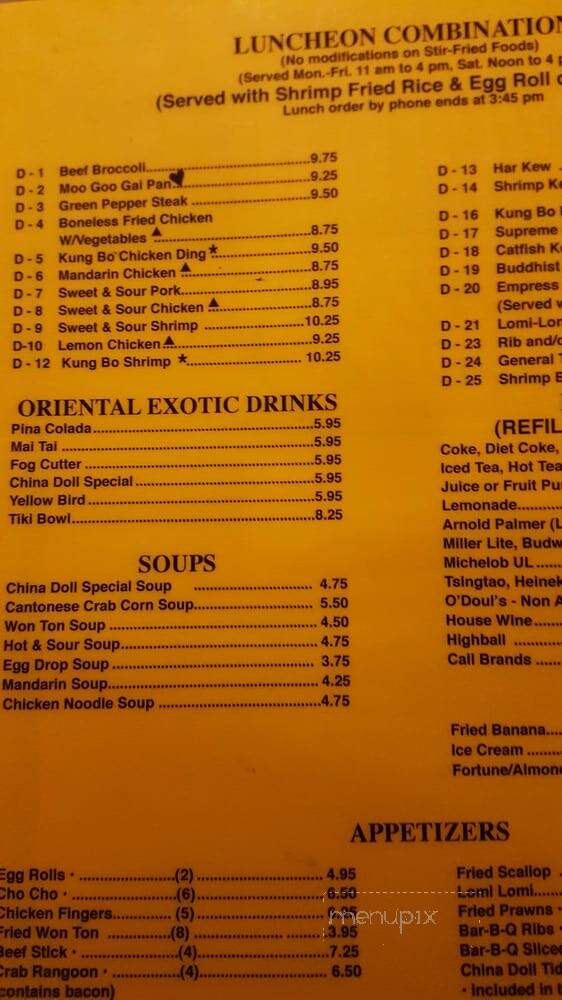 LUNCHEON COMBINATION
(No modifications on Stir-Fried Foods)
(Served Mon.-Fri. 11 am to 4 pm, Sat. Noon to 4
(Served with Shrimp Fried Rice & Egg Roll
Lunch order by phone ends at 3:45 pm
D - 1 Beef Broccoli 9.75
D - 2 Moo Goo Gai Pan 9.25
D - 3 Green Pepper Steak 9.50
D - 4 Boneless Fried Chicken
W/Vegetables ▲ 8.75
D - 5 Kung Bo Chicken Ding ★ 9.50
D - 6 Mandarin Chicken ▲ 8.75
D - 7 Sweet & Sour Pork 8.95
D - 8 Sweet & Sour Chicken ▲ 8.75
D - 9 Sweet & Sour Shrimp 10.25
D-10 Lemon Chicken ▲ 9.25
D - 12 Kung Bo Shrimp ★ 10.25
D - 13 Har Kew
D - 14 Shrimp
D - 16 Kung Bo
D - 17 Supreme
D - 18 Catfish
D - 19 Buddhist
D - 20 Empress
(Served
D - 21 Lomi-Lomi
D - 23 Rib
D - 24 General
D - 25 Shrimp
ORIENTAL EXOTIC DRINKS
Pina Colada 5.95
Mai Tai 5.95
Fog Cutter 5.95
China Doll Special 5.95
Yellow Bird 5.95
Tiki Bowl 8.25
SOUPS
China Doll Special Soup 4.75
Cantonese Crab Corn Soup 5.50
Won Ton Soup 4.50
Hot & Sour Soup 4.75
Egg Drop Soup 3.75
Mandarin Soup 4.25
Chicken Noodle Soup 4.75
(REFIL
Coke, Diet Coke,
Iced Tea, Hot Tea
Juice or Fruit
Lemonade
Arnold Palmer
Miller Lite,
Michelob UL
Tsingtao,
O'Doul's - Non
House Wine
Highball
Call Brands
Fried Banana
Ice Cream
Fortune/Almond
APPETIZERS
Egg Rolls • (2) 4.95
Cho Cho • (6) 6.50
Chicken Fingers (5)
Fried Won Ton (8) 3.95
Beef Stick • (4) 7.25
Crab Rangoon • (4) 6.50
(contains bacon)
Fried Scallop
Lomi Lomi
Fried Prawns •
Bar-B-Q Ribs •
Bar-B-Q Sliced
China Doll
• included in
menupix